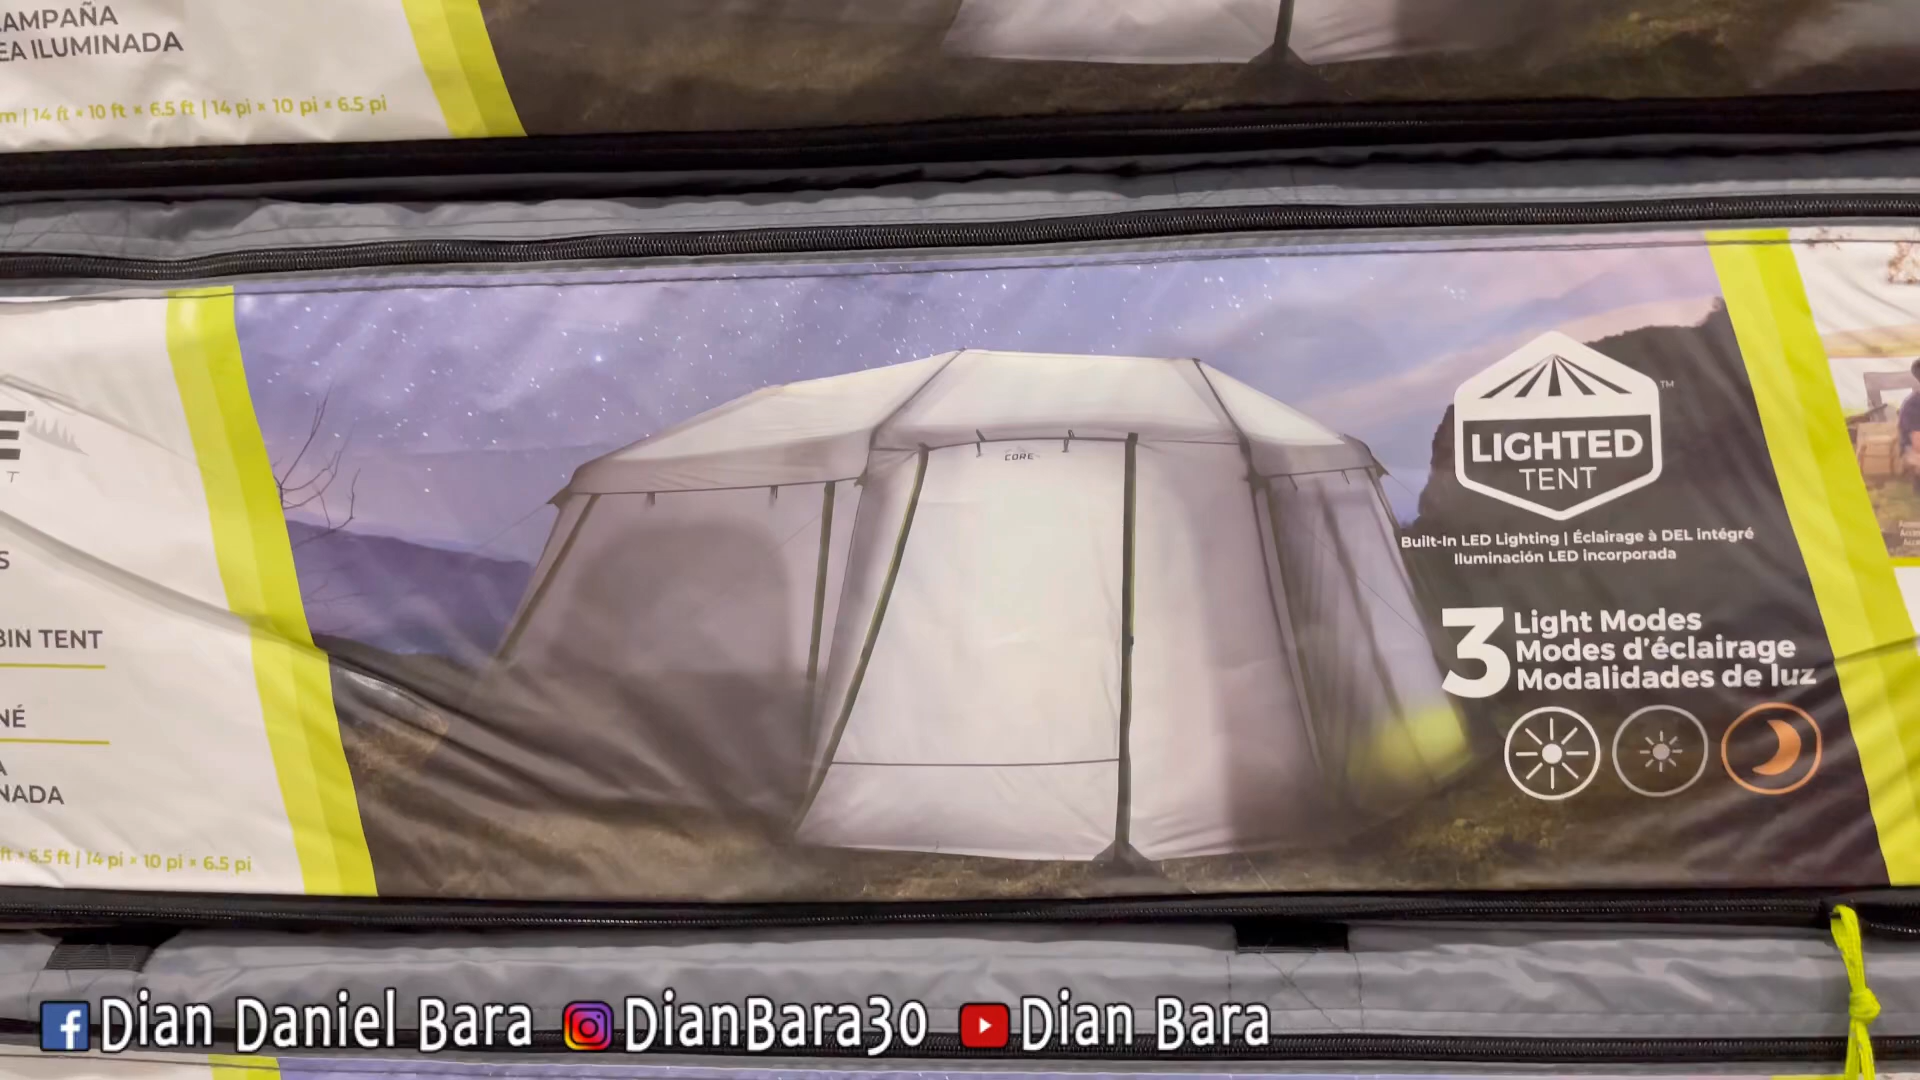 AMPAÑA
EA ILUMINADA
m | 14 ft × 10 ft × 6.5 ft | 14 pi × 10 pi × 6.5 pi
E
T
S
BIN TENT
NÉ
A
NADA
ft × 6.5 ft | 14 pi × 10 pi × 6.5 pi
CORE
LIGHTED
TENT
TM
Built-In LED Lighting | Éclairage à DEL intégré
Iluminación LED incorporada
3 Light Modes
Modes d'éclairage
Modalidades de luz
Dian Daniel Bara DianBara30 Dian Bara